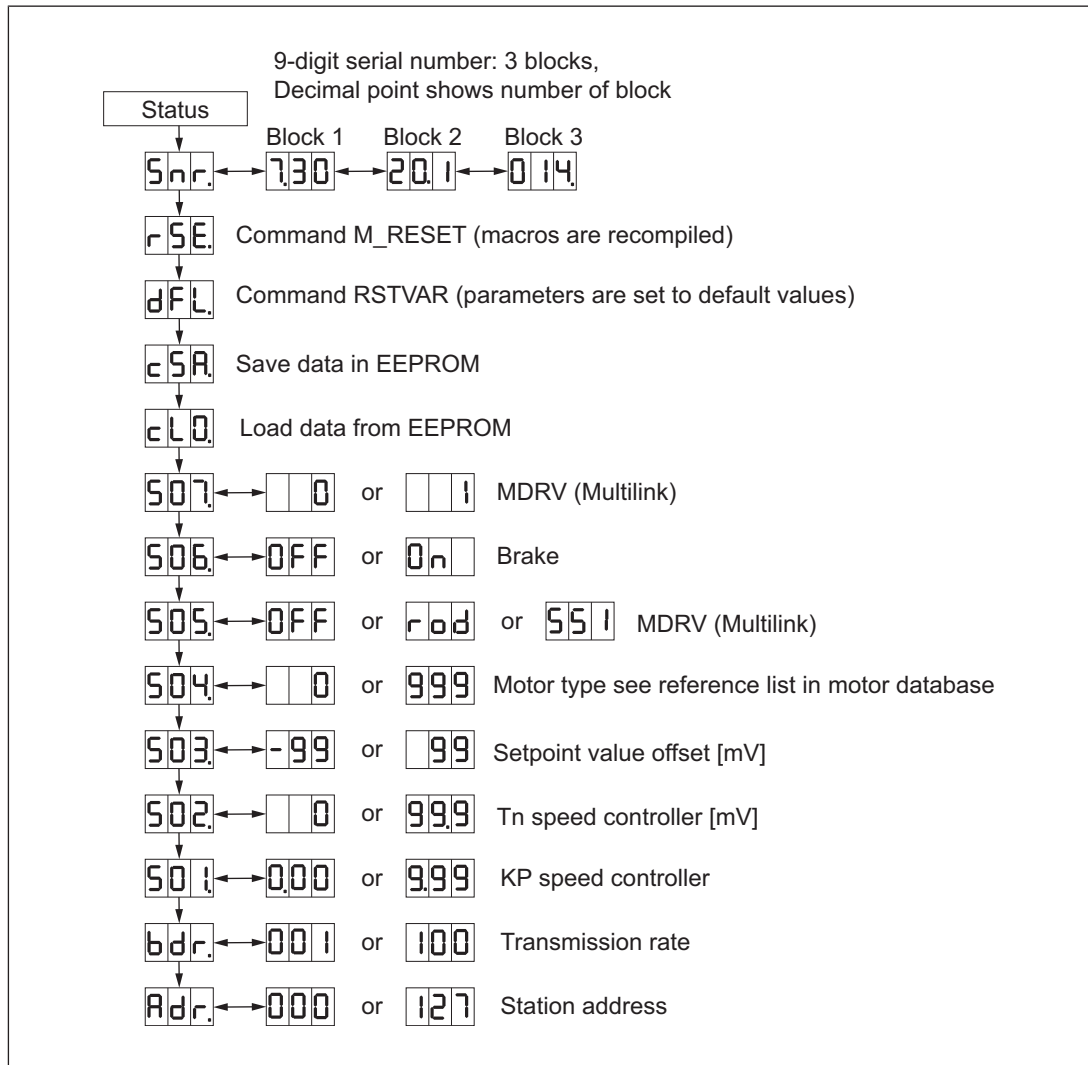 9-digit serial number: 3 blocks,
Decimal point shows number of block
Status
Block 1 Block 2 Block 3
Snr. 7.30 20.1 014.
rSE. Command M_RESET (macros are recompiled)
dFL. Command RSTVAR (parameters are set to default values)
cSA. Save data in EEPROM
cLO. Load data from EEPROM
S07. 0 or 1 MDRV (Multilink)
S06. OFF or On Brake
S05. OFF or rod or SS1 MDRV (Multilink)
S04. 0 or 999 Motor type see reference list in motor database
S03. -99 or 99 Setpoint value offset [mV]
S02. 0 or 99.9 Tn speed controller [mV]
S01. 0.00 or 9.99 KP speed controller
bdr. 001 or 100 Transmission rate
Adr. 000 or 127 Station address